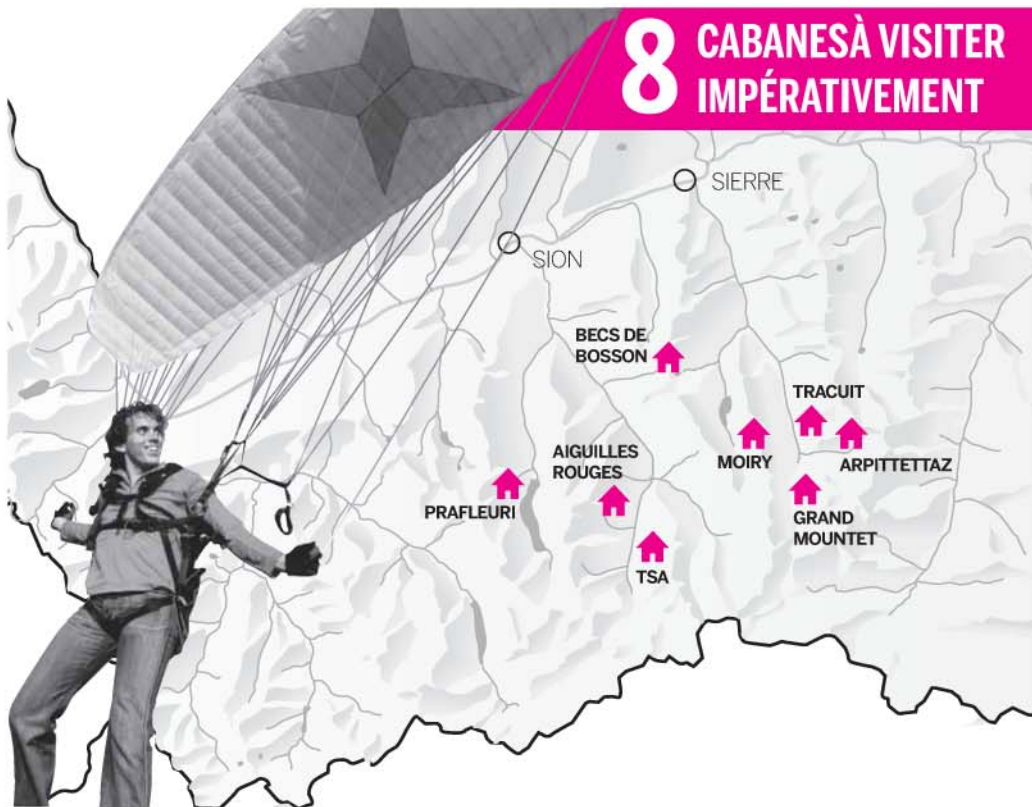 8 CABANESÀ VISITER
IMPÉRATIVEMENT
SIERRE
SION
BECS DE
BOSSON
TRACUIT
MOIRY
ARPITTETTAZ
AIGUILLES
ROUGES
PRAFLEURI
GRAND
MOUNTET
TSA